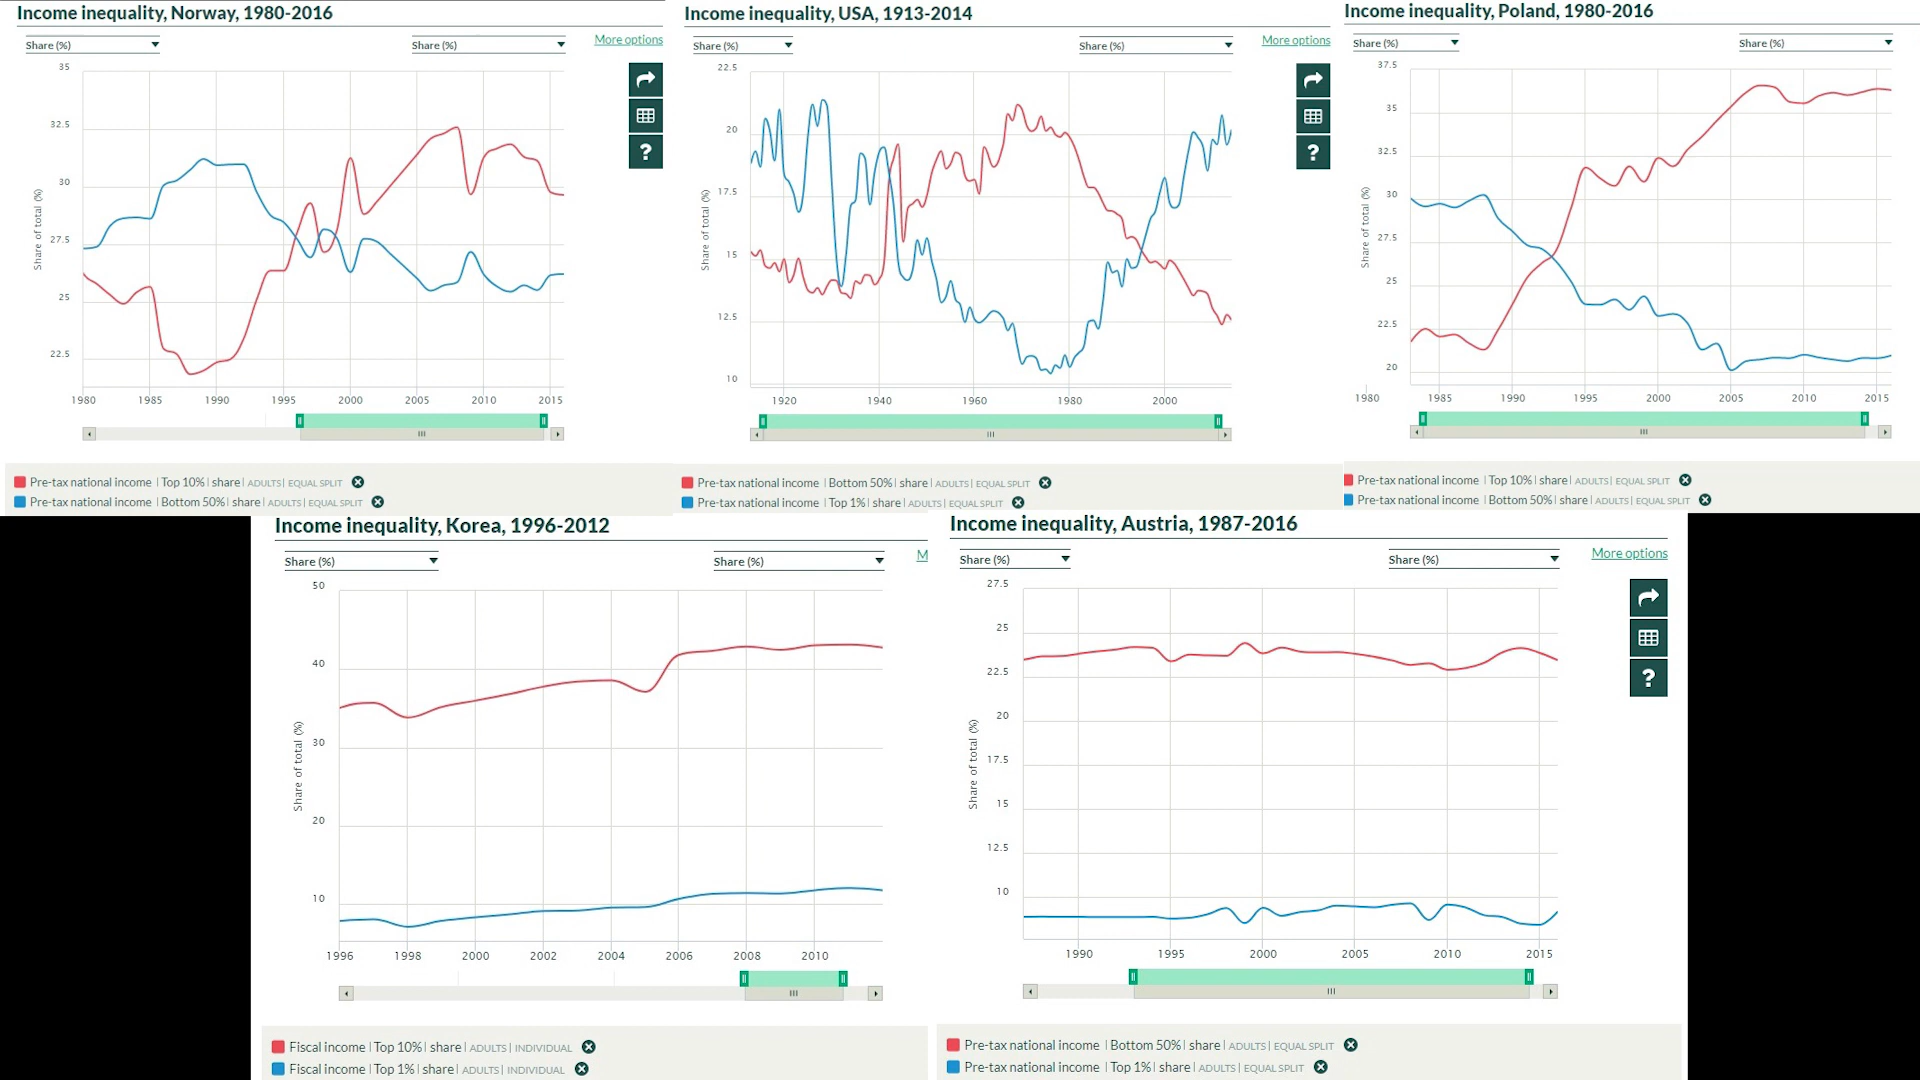 Income inequality, Norway, 1980-2016
Share (%)
Share (%)
More options
35
32.5
30
27.5
25
22.5
Share of total (%)
1980 1985 1990 1995 2000 2005 2010 2015
?
Pre-tax national income | Top 10% | share | ADULTS | EQUAL SPLIT
Pre-tax national income | Bottom 50% | share | ADULTS | EQUAL SPLIT
Income inequality, USA, 1913-2014
Share (%)
Share (%)
More options
22.5
20
17.5
15
12.5
10
Share of total (%)
1920 1940 1960 1980 2000
?
Pre-tax national income | Bottom 50% | share | ADULTS | EQUAL SPLIT
Pre-tax national income | Top 1% | share | ADULTS | EQUAL SPLIT
Income inequality, Poland, 1980-2016
Share (%)
Share (%)
37.5
35
32.5
30
27.5
25
22.5
20
Share of total (%)
1980 1985 1990 1995 2000 2005 2010 2015
Pre-tax national income | Top 10% | share | ADULTS | EQUAL SPLIT
Pre-tax national income | Bottom 50% | share | ADULTS | EQUAL SPLIT
Income inequality, Korea, 1996-2012
Share (%)
Share (%)
M
50
40
30
20
10
Share of total (%)
1996 1998 2000 2002 2004 2006 2008 2010
Fiscal income | Top 10% | share | ADULTS | INDIVIDUAL
Fiscal income | Top 1% | share | ADULTS | INDIVIDUAL
Income inequality, Austria, 1987-2016
Share (%)
Share (%)
More options
27.5
25
22.5
20
17.5
15
12.5
10
Share of total (%)
1990 1995 2000 2005 2010 2015
?
Pre-tax national income | Bottom 50% | share | ADULTS | EQUAL SPLIT
Pre-tax national income | Top 1% | share | ADULTS | EQUAL SPLIT